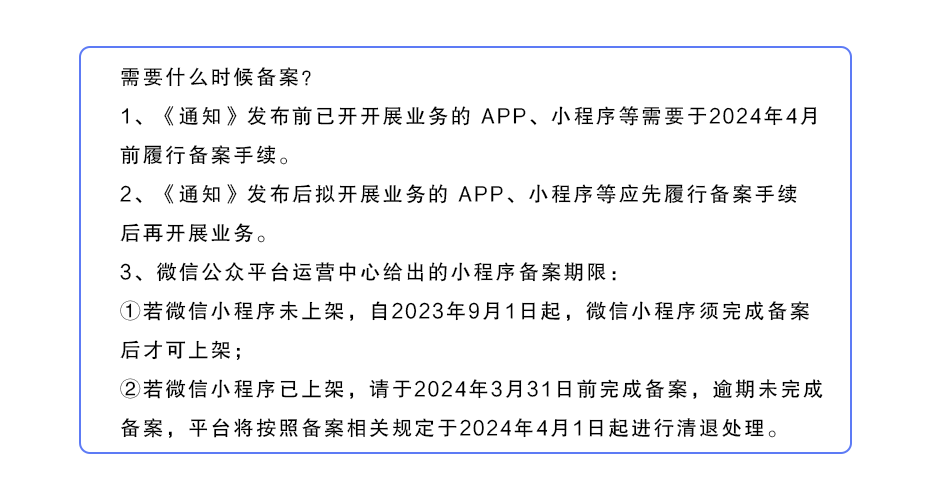 需要什么时候备案?
1、《通知》发布前已开开展业务的 APP、小程序等需要于2024年4月
前履行备案手续。
2、《通知》发布后拟开展业务的 APP、小程序等应先履行备案手续
后再开展业务。
3、微信公众平台运营中心给出的小程序备案期限：
①若微信小程序未上架，自2023年9月1日起，微信小程序须完成备案
后才可上架；
②若微信小程序已上架，请于2024年3月31日前完成备案，逾期未完成
备案，平台将按照备案相关规定于2024年4月1日起进行清退处理。